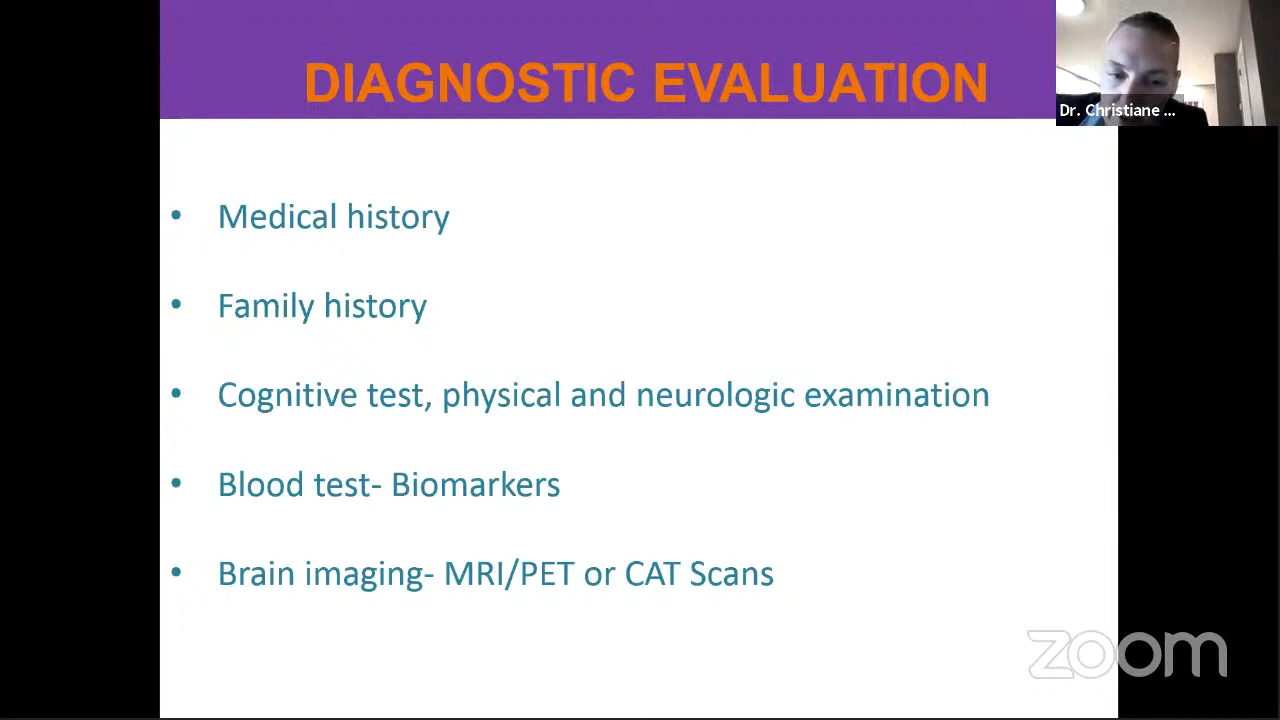 DIAGNOSTIC EVALUATION
Dr. Christiane ...
• Medical history
• Family history
• Cognitive test, physical and neurologic examination
• Blood test- Biomarkers
• Brain imaging- MRI/PET or CAT Scans
zoom